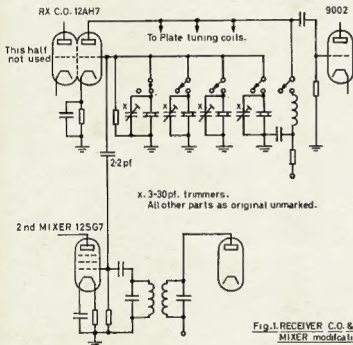 RX C.O. 12AH7
9002
This half
not used
To Plate tuning coils.
x
x
x
x
2·2pf
x. 3-30pf. trimmers.
All other parts as original unmarked.
2nd MIXER 12SG7
Fig.1. RECEIVER C.O. &
MIXER